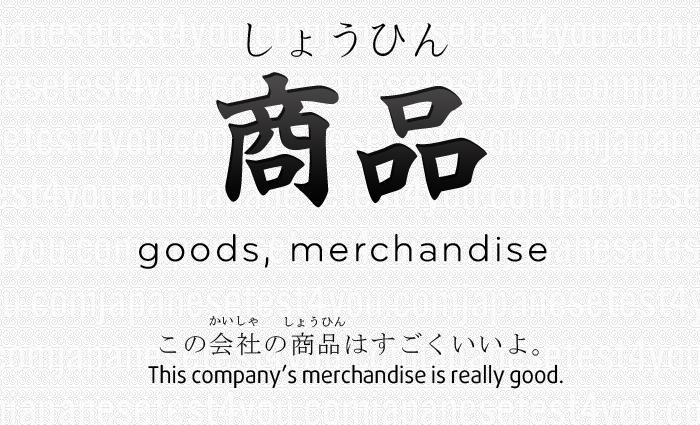 しょうひん
商品
goods, merchandise
かいしゃ しょうひん
この会社の商品はすごくいいよ。
This company's merchandise is really good.